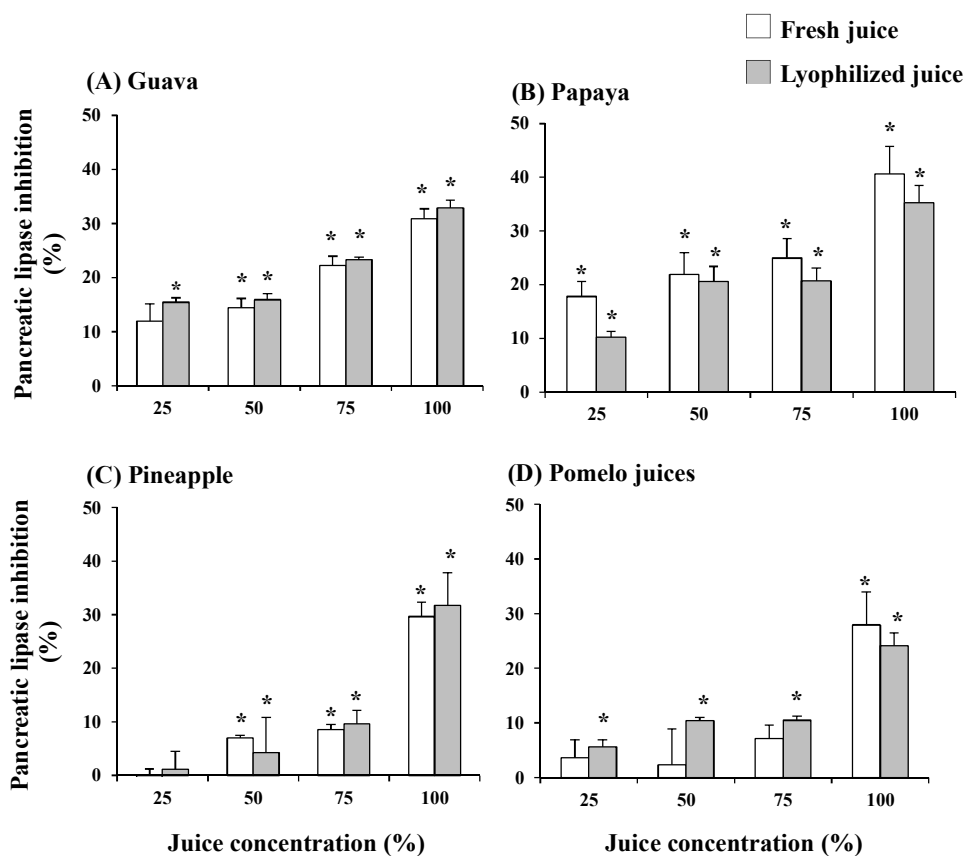 Fresh juice
Lyophilized juice
(A) Guava
Pancreatic lipase inhibition
(%)
50
40
30
20
10
0
* * * * * * *
25 50 75 100
(B) Papaya
50
40
30
20
10
0
* * * * * * * *
25 50 75 100
(C) Pineapple
Pancreatic lipase inhibition
(%)
50
40
30
20
10
0
* * * * * *
25 50 75 100
Juice concentration (%)
(D) Pomelo juices
50
40
30
20
10
0
* * * * *
25 50 75 100
Juice concentration (%)